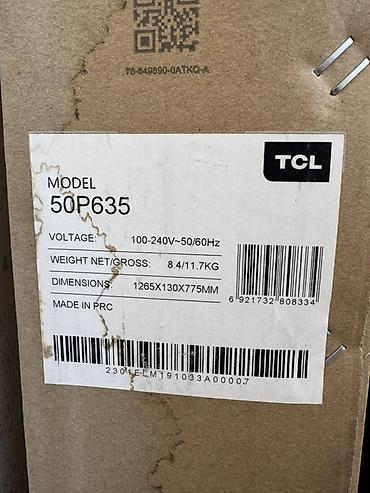 76-649890-0ATKQ-A
TCL
MODEL
50P635
VOLTAGE: 100-240V~50/60Hz
WEIGHT NET/GROSS: 8.4/11.7KG
DIMENSIONS: 1265X130X775MM
MADE IN PRC
6 921732 808334
2301ELM191033A00007